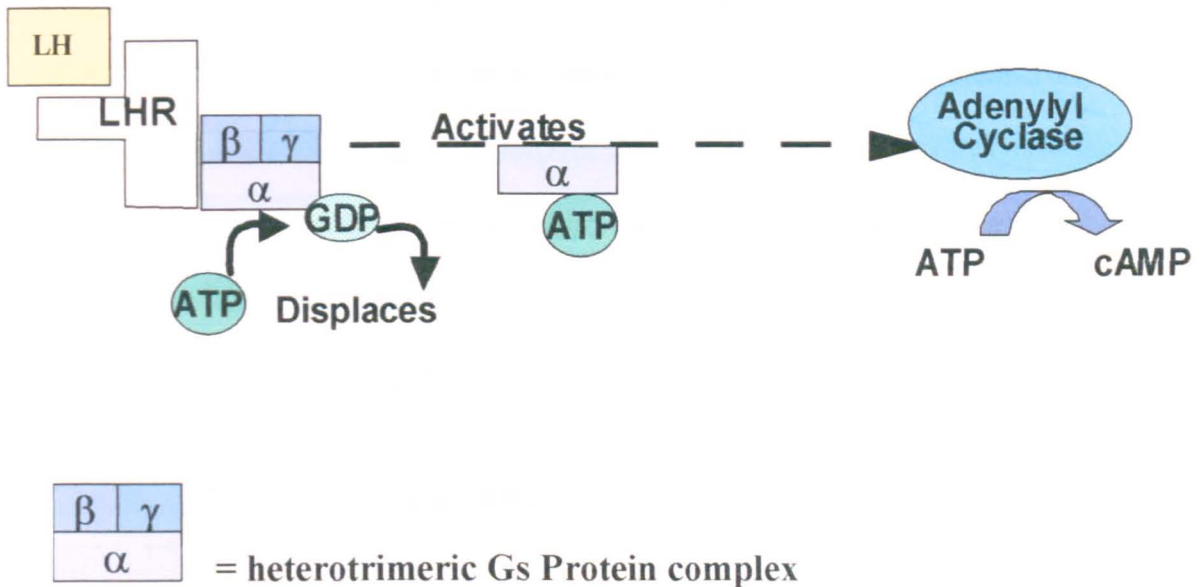 LH
LHR
β γ
α
GDP
ATP
Displaces
Activates
α
ATP
Adenylyl
Cyclase
ATP cAMP
β γ
α
= heterotrimeric Gs Protein complex